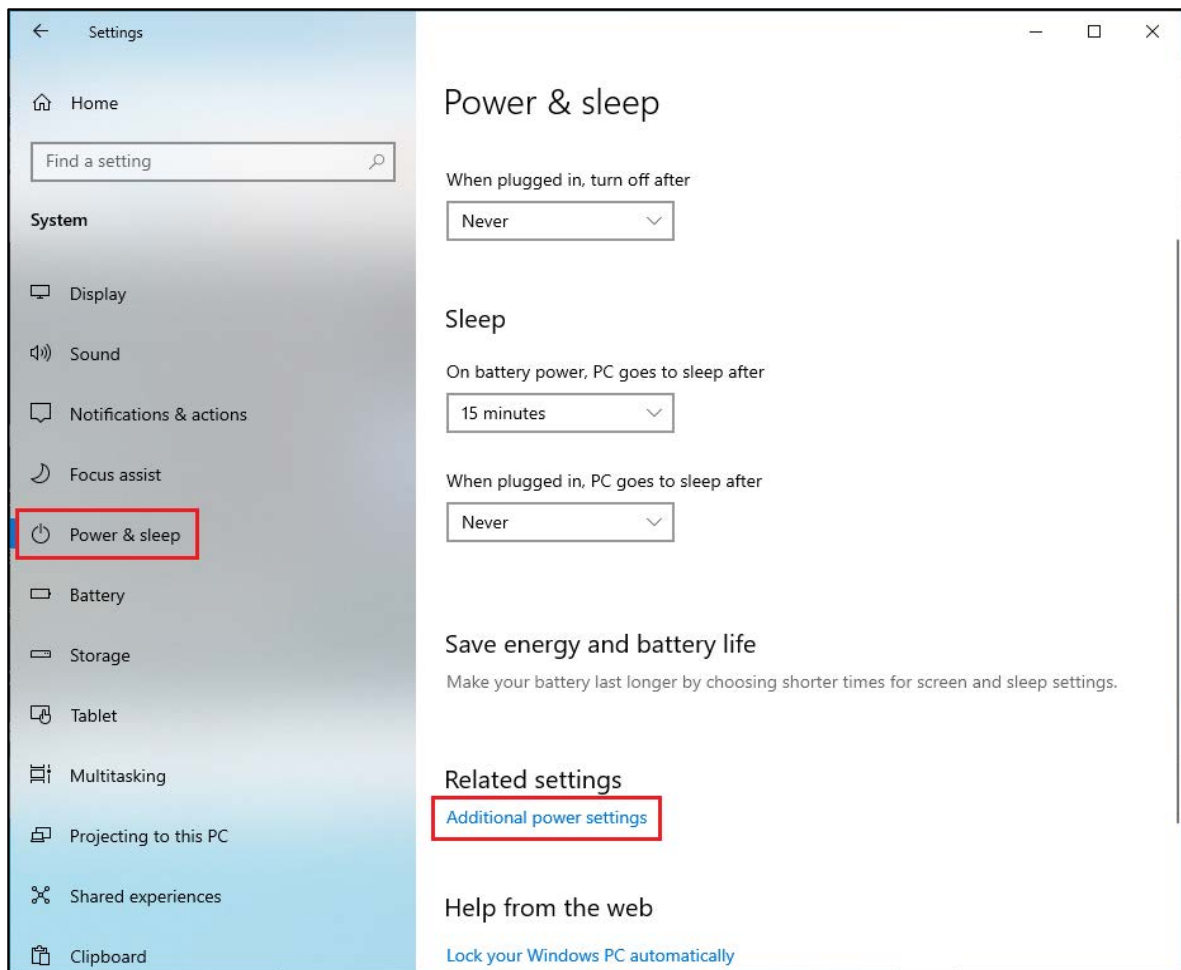 Settings
Home
Find a setting
System
Display
Sound
Notifications & actions
Focus assist
Power & sleep
Battery
Storage
Tablet
Multitasking
Projecting to this PC
Shared experiences
Clipboard
Power & sleep
When plugged in, turn off after
Never
Sleep
On battery power, PC goes to sleep after
15 minutes
When plugged in, PC goes to sleep after
Never
Save energy and battery life
Make your battery last longer by choosing shorter times for screen and sleep settings.
Related settings
Additional power settings
Help from the web
Lock your Windows PC automatically